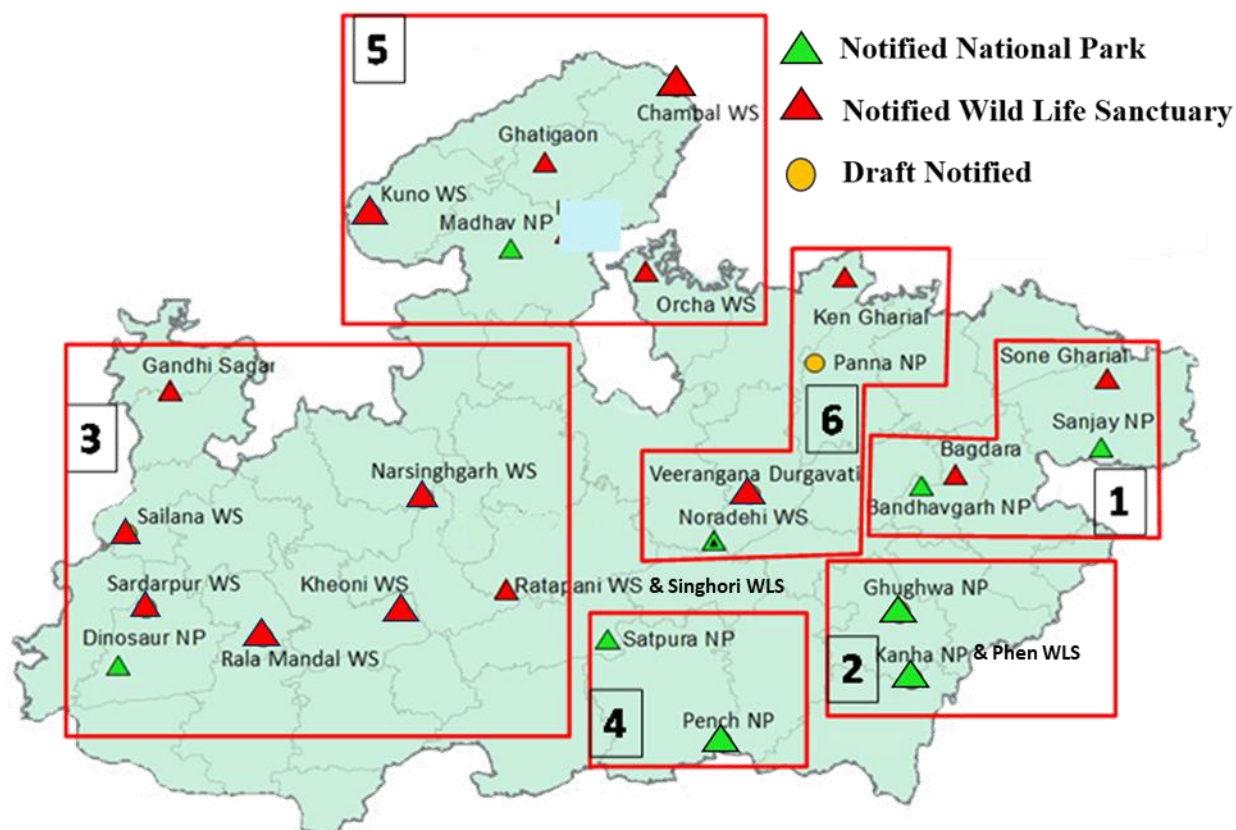 5
Notified National Park
Notified Wild Life Sanctuary
Draft Notified
Chambal WS
Ghatigaon
Kuno WS
Madhav NP
Orcha WS
Ken Gharial
Panna NP
6
Sone Gharial
Sanjay NP
Bagdara
Bandhavgarh NP
1
Gandhi Sagar
3
Narsinghgarh WS
Sailana WS
Veerangana Durgavati
Noradehi WS
Sardarpur WS
Kheoni WS
Ratapani WS & Singhori WLS
Dinosaur NP
Rala Mandal WS
Ghughwa NP
2
Kanha NP & Phen WLS
Satpura NP
4
Pench NP